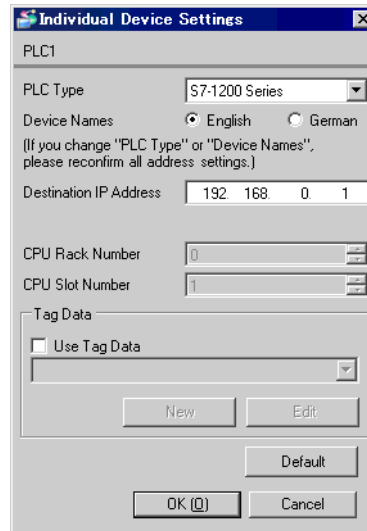 Individual Device Settings
PLC1
PLC Type S7-1200 Series
Device Names English German
(If you change "PLC Type" or "Device Names",
please reconfirm all address settings.)
Destination IP Address 192. 168. 0. 1
CPU Rack Number 0
CPU Slot Number 1
Tag Data
Use Tag Data
New Edit
Default
OK (O) Cancel